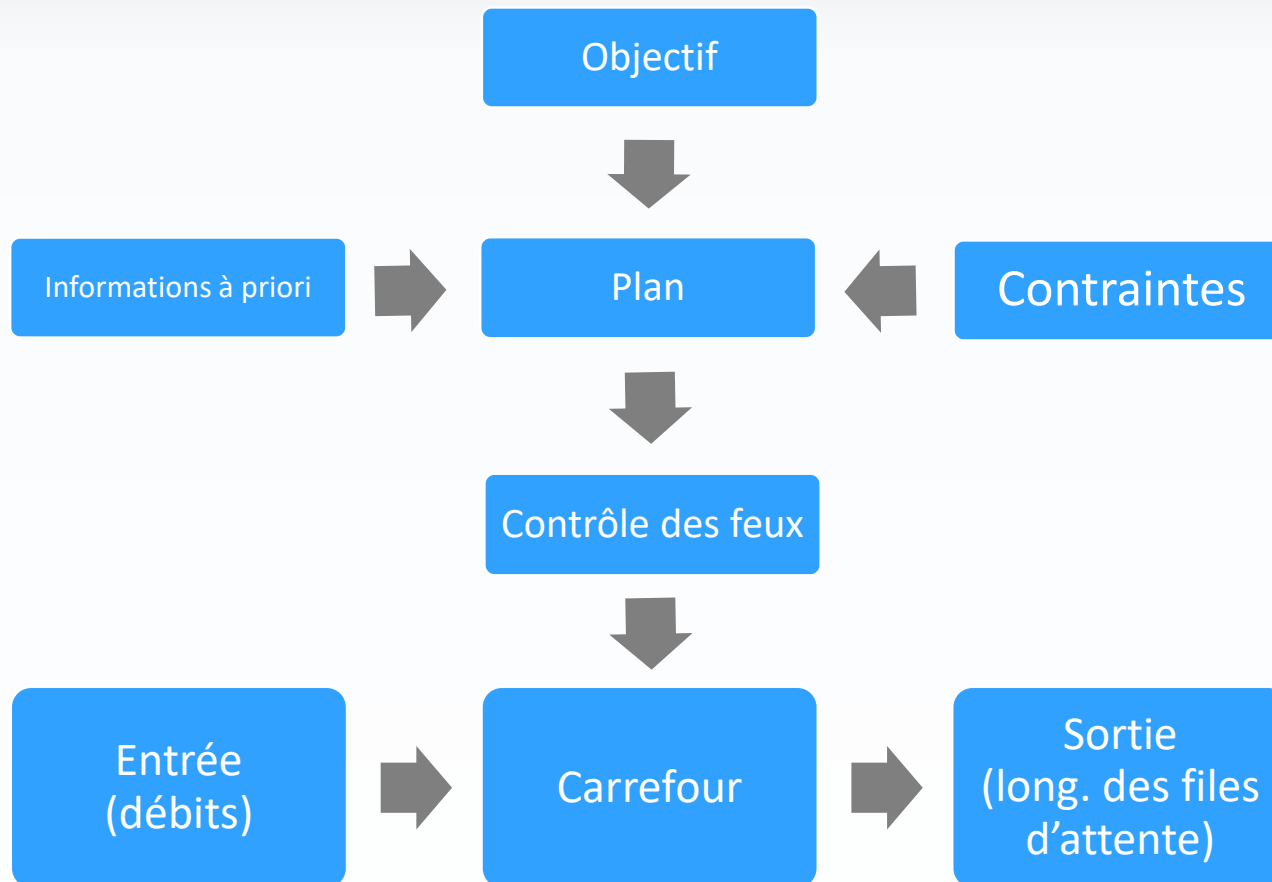 Objectif
Informations à priori
Plan
Contraintes
Contrôle des feux
Entrée
(débits)
Carrefour
Sortie
(long. des files
d’attente)